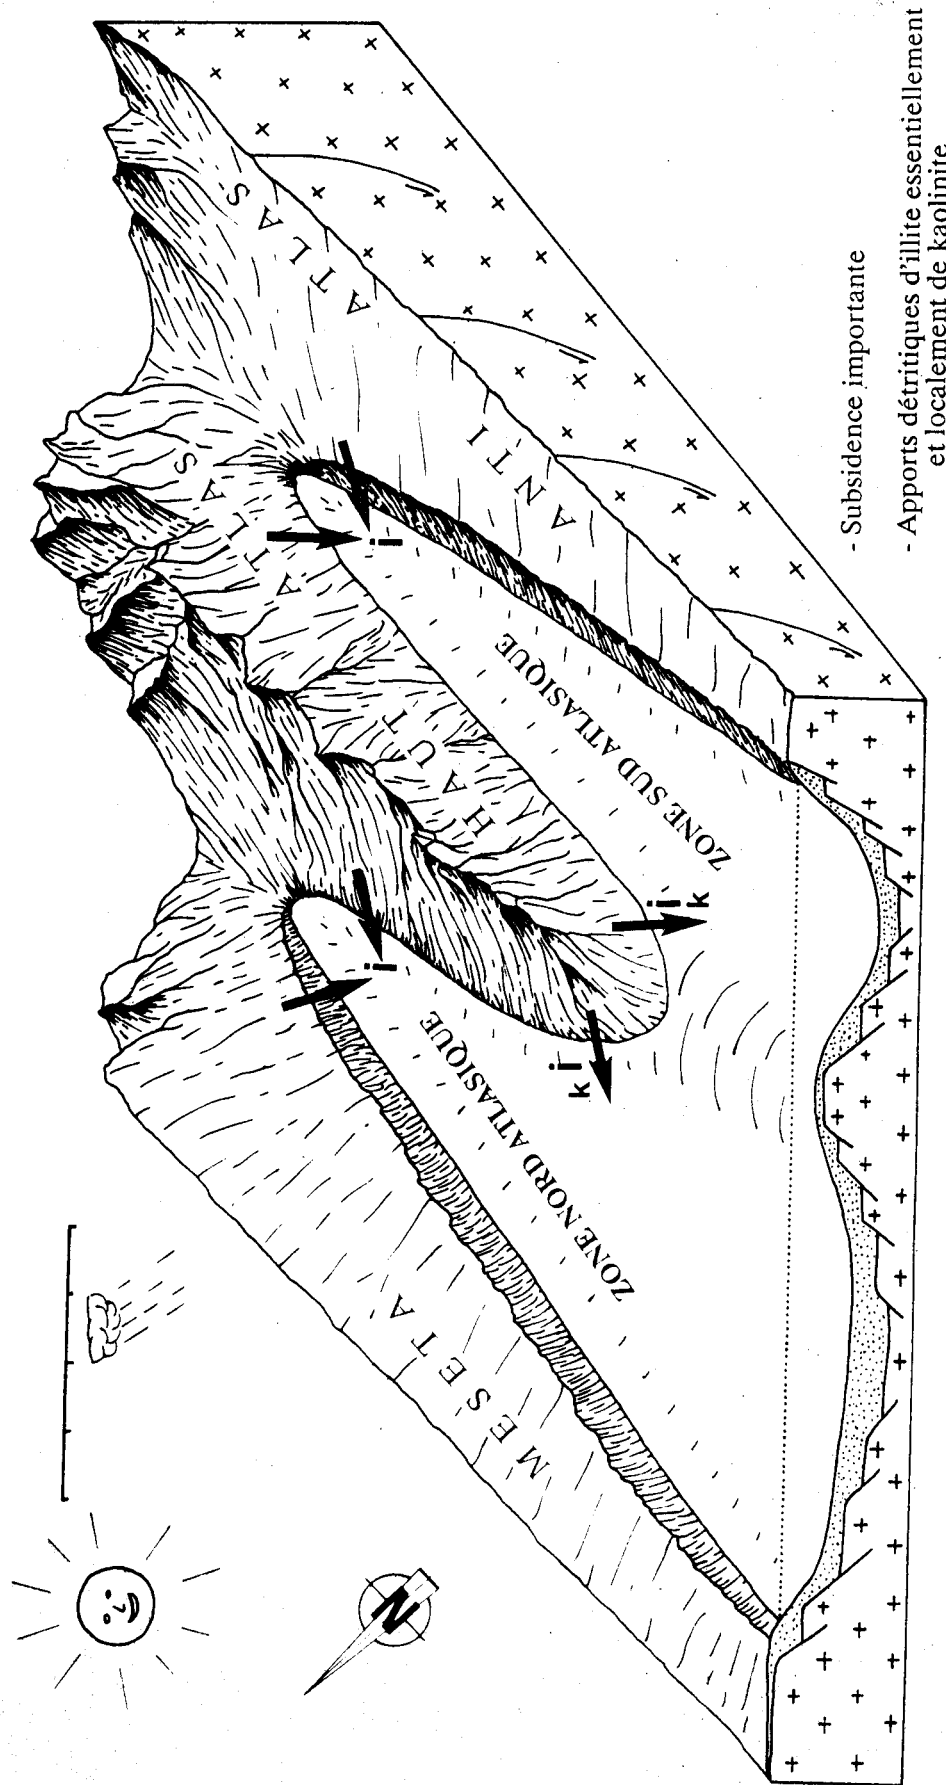 N
MESETA
HAUT ATLAS
ANTI ATLAS
ZONE NORD ATLASIQUE
ZONE SUD ATLASIQUE
i
i
k i
i k
- Subsidence importante
- Apports détritiques d'illite essentiellement
et localement de kaolinite